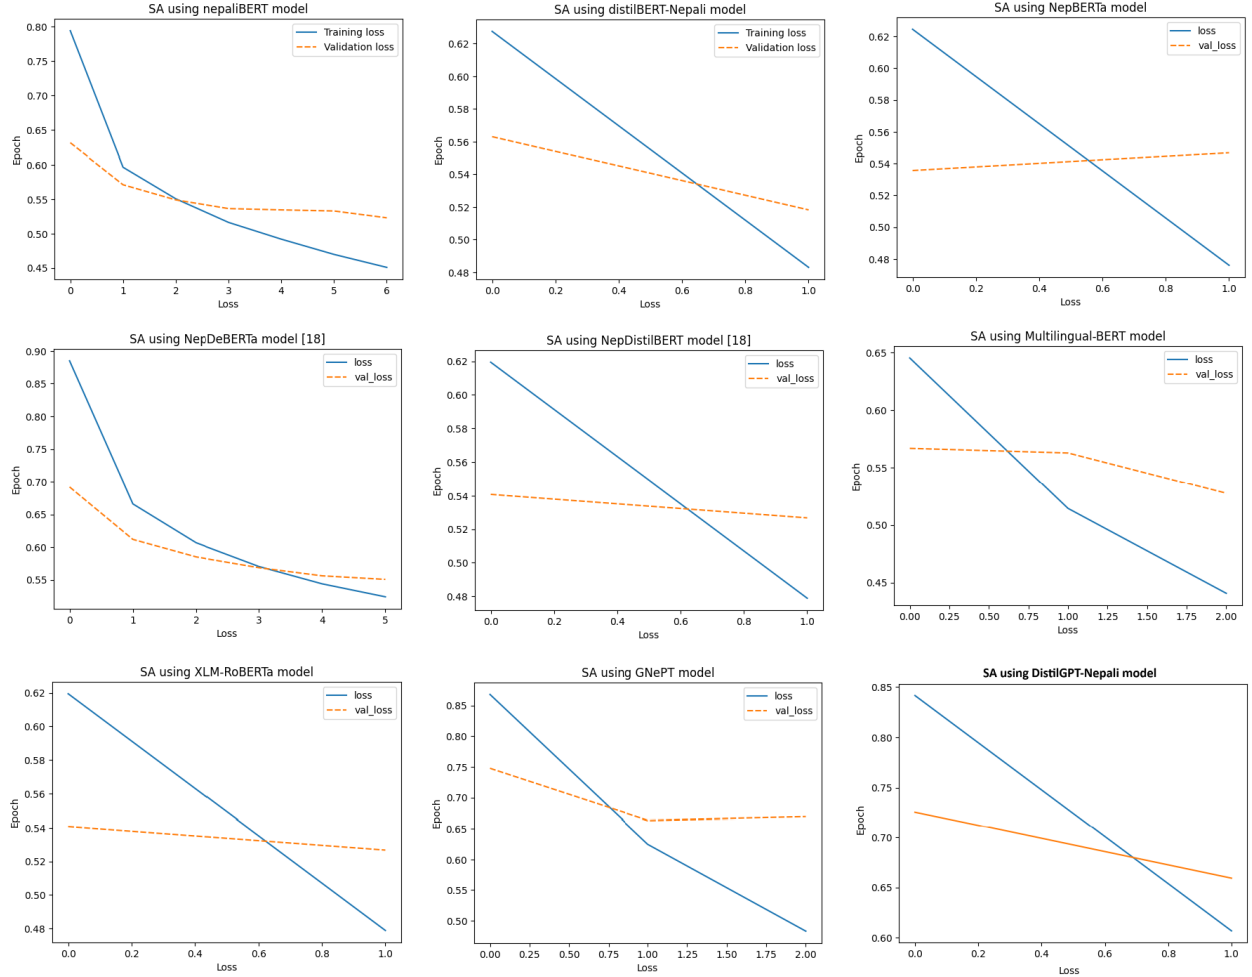 SA using nepaliBERT model
Training loss
Validation loss
0.80
0.75
0.70
0.65
0.60
0.55
0.50
0.45
Epoch
0 1 2 3 4 5 6
Loss
SA using distilBERT-Nepali model
Training loss
Validation loss
0.62
0.60
0.58
0.56
0.54
0.52
0.50
0.48
Epoch
0.0 0.2 0.4 0.6 0.8 1.0
Loss
SA using NepBERTa model
loss
val_loss
0.62
0.60
0.58
0.56
0.54
0.52
0.50
0.48
Epoch
0.0 0.2 0.4 0.6 0.8 1.0
Loss
SA using NepDeBERTa model [18]
loss
val_loss
0.90
0.85
0.80
0.75
0.70
0.65
0.60
0.55
Epoch
0 1 2 3 4 5
Loss
SA using NepDistilBERT model [18]
loss
val_loss
0.62
0.60
0.58
0.56
0.54
0.52
0.50
0.48
Epoch
0.0 0.2 0.4 0.6 0.8 1.0
Loss
SA using Multilingual-BERT model
loss
val_loss
0.65
0.60
0.55
0.50
0.45
Epoch
0.00 0.25 0.50 0.75 1.00 1.25 1.50 1.75 2.00
Loss
SA using XLM-RoBERTa model
loss
val_loss
0.62
0.60
0.58
0.56
0.54
0.52
0.50
0.48
Epoch
0.0 0.2 0.4 0.6 0.8 1.0
Loss
SA using GNePT model
loss
val_loss
0.85
0.80
0.75
0.70
0.65
0.60
0.55
0.50
Epoch
0.00 0.25 0.50 0.75 1.00 1.25 1.50 1.75 2.00
Loss
SA using DistilGPT-Nepali model
0.85
0.80
0.75
0.70
0.65
0.60
Epoch
0.0 0.2 0.4 0.6 0.8 1.0
Loss